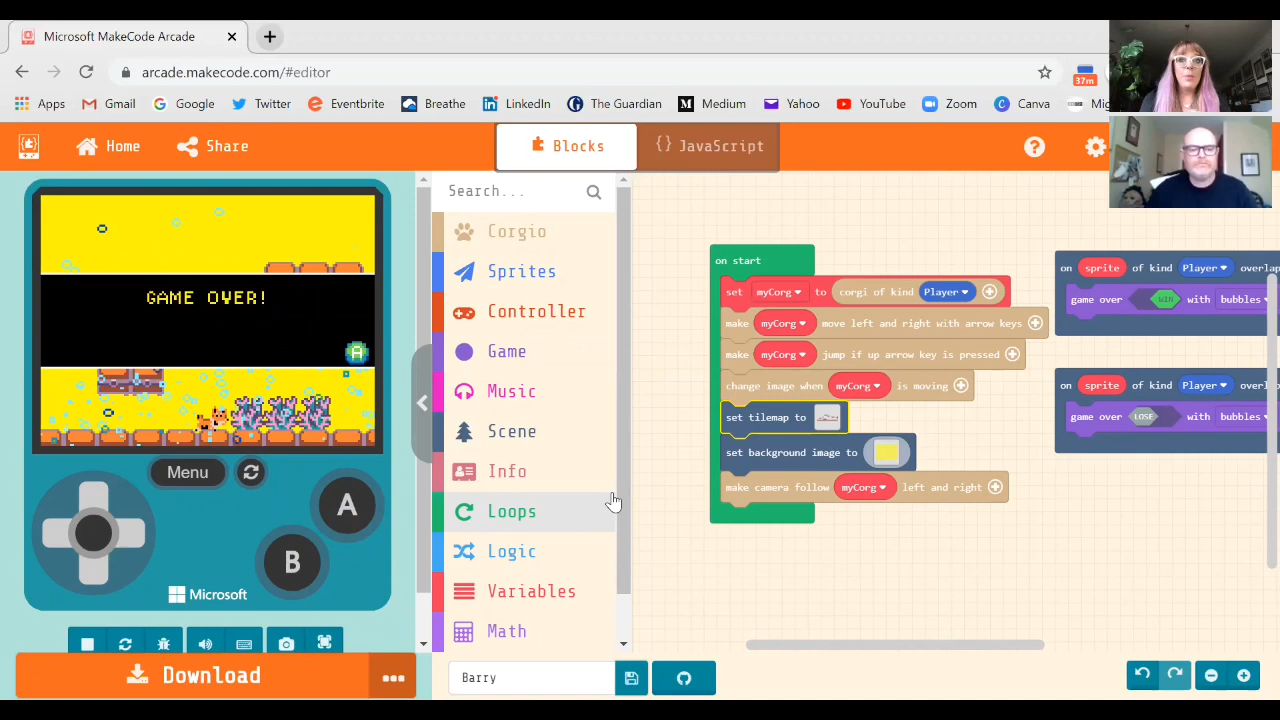 Microsoft MakeCode Arcade
arcade.makecode.com/#editor
37m
Apps Gmail Google Twitter Eventb Breath LinkedIn The Guardian Medium Yahoo YouTube Zoom Canva Mig
Home Share Blocks {} JavaScript ?
GAME OVER!
A
Menu
A
B
Microsoft
Download
Search...
Corgio
Sprites
Controller
Game
Music
Scene
Info
Loops
Logic
Variables
Math
on start
set myCorg to corgi of kind Player
make myCorg move left and right with arrow keys
make myCorg jump if up arrow key is pressed
change image when myCorg is moving
set tilemap to
set background image to
make camera follow myCorg left and right
on sprite of kind Player overla
game over WIN with bubbles
on sprite of kind Player overla
game over LOSE with bubbles
Barry